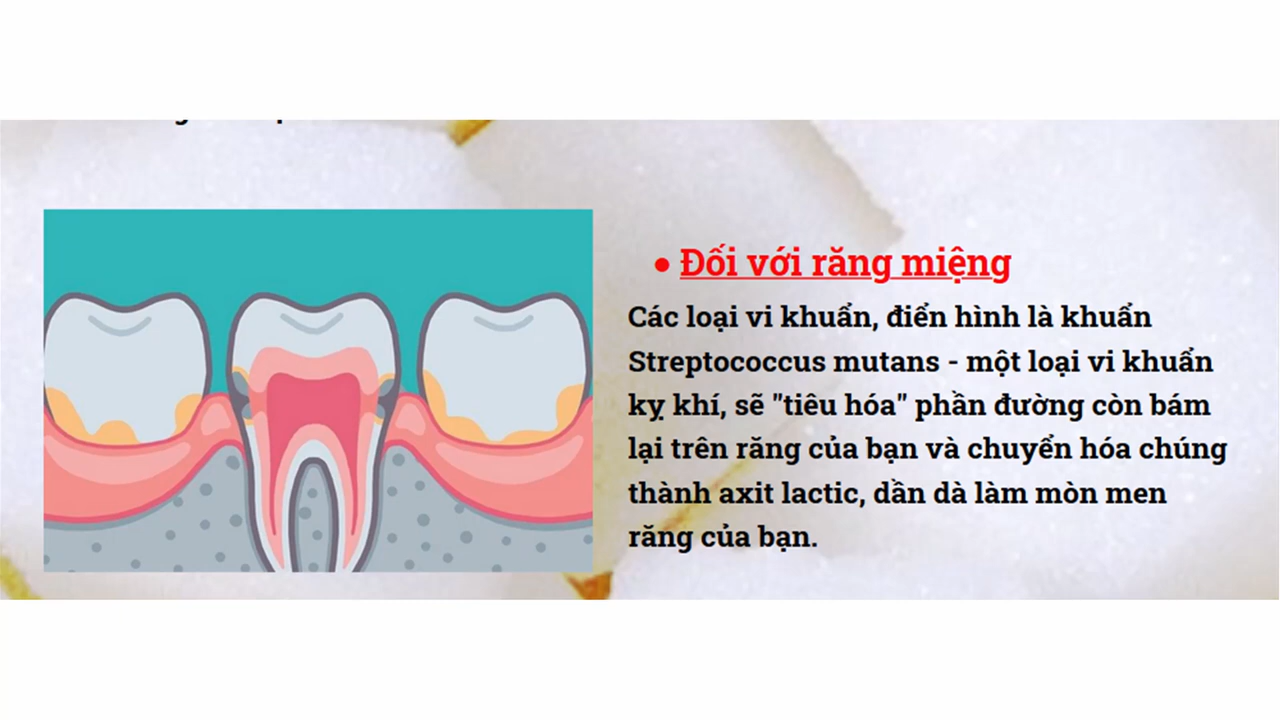 • Đối với răng miệng
Các loại vi khuẩn, điển hình là khuẩn
Streptococcus mutans - một loại vi khuẩn
kỵ khí, sẽ "tiêu hóa" phần đường còn bám
lại trên răng của bạn và chuyển hóa chúng
thành axit lactic, dần dà làm mòn men
răng của bạn.